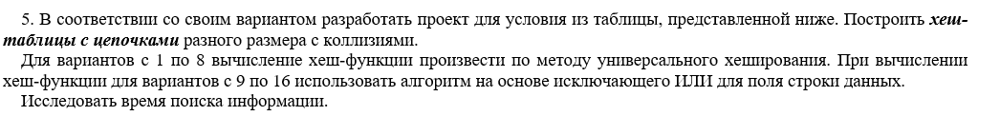 5. В соответствии со своим вариантом разработать проект для условия из таблицы, представленной ниже. Построить хеш-
таблицы с цепочками разного размера с коллизиями.
Для вариантов с 1 по 8 вычисление хеш-функции произвести по методу универсального хеширования. При вычислении
хеш-функции для вариантов с 9 по 16 использовать алгоритм на основе исключающего ИЛИ для поля строки данных.
Исследовать время поиска информации.